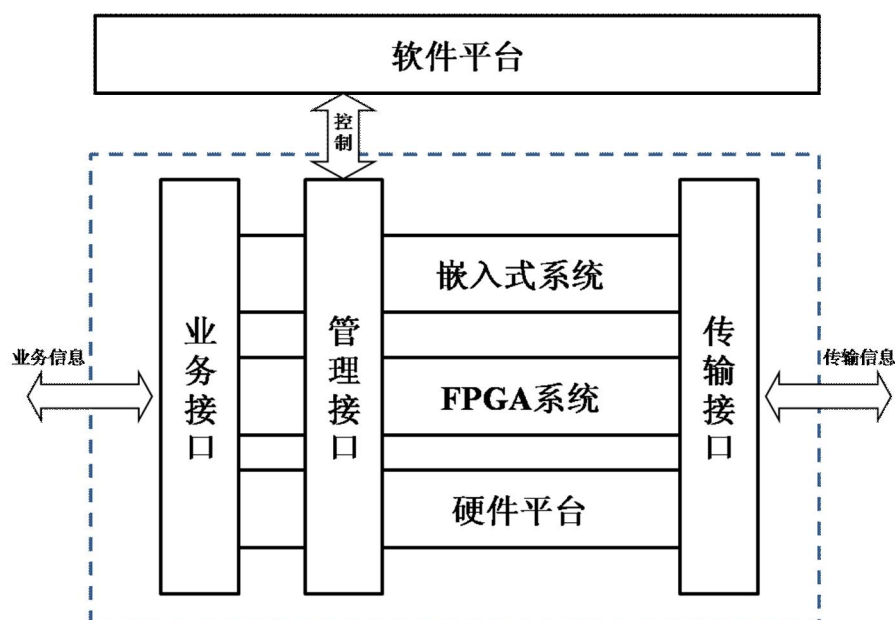 软件平台
控制
嵌入式系统
业务接口
管理接口
传输接口
业务信息
传输信息
FPGA系统
硬件平台